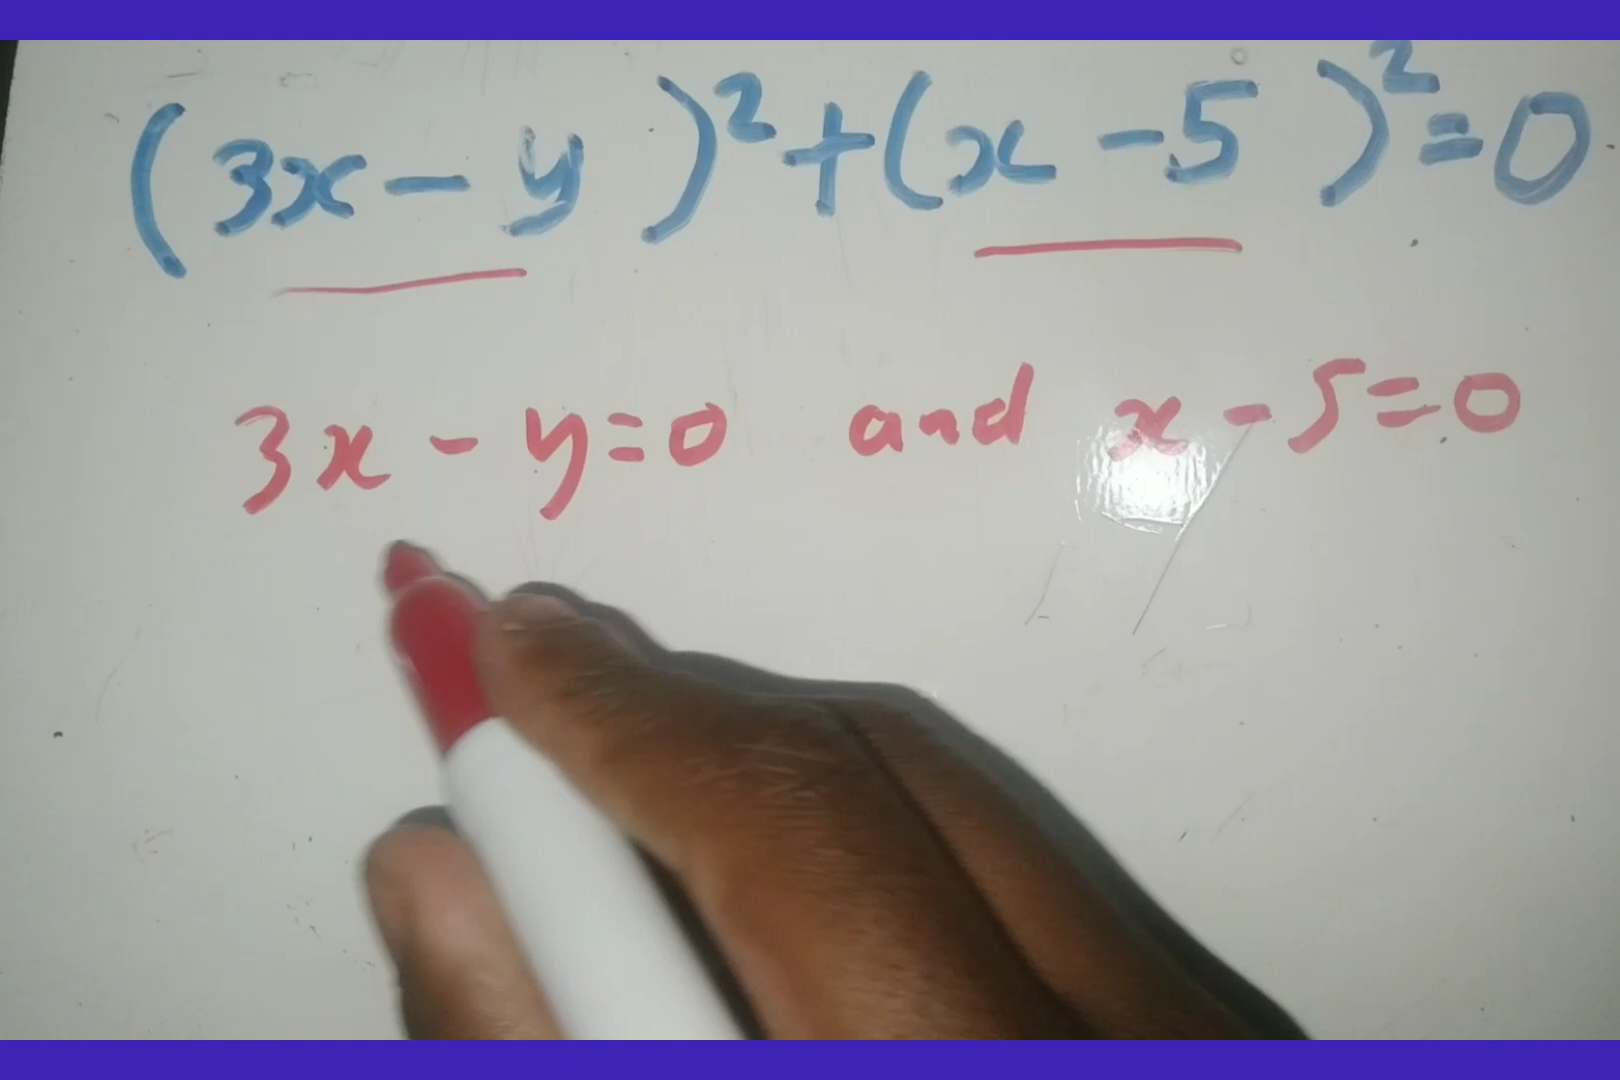 (3x - y)² + (x - 5)² = 0
3x - y = 0 and x - 5 = 0